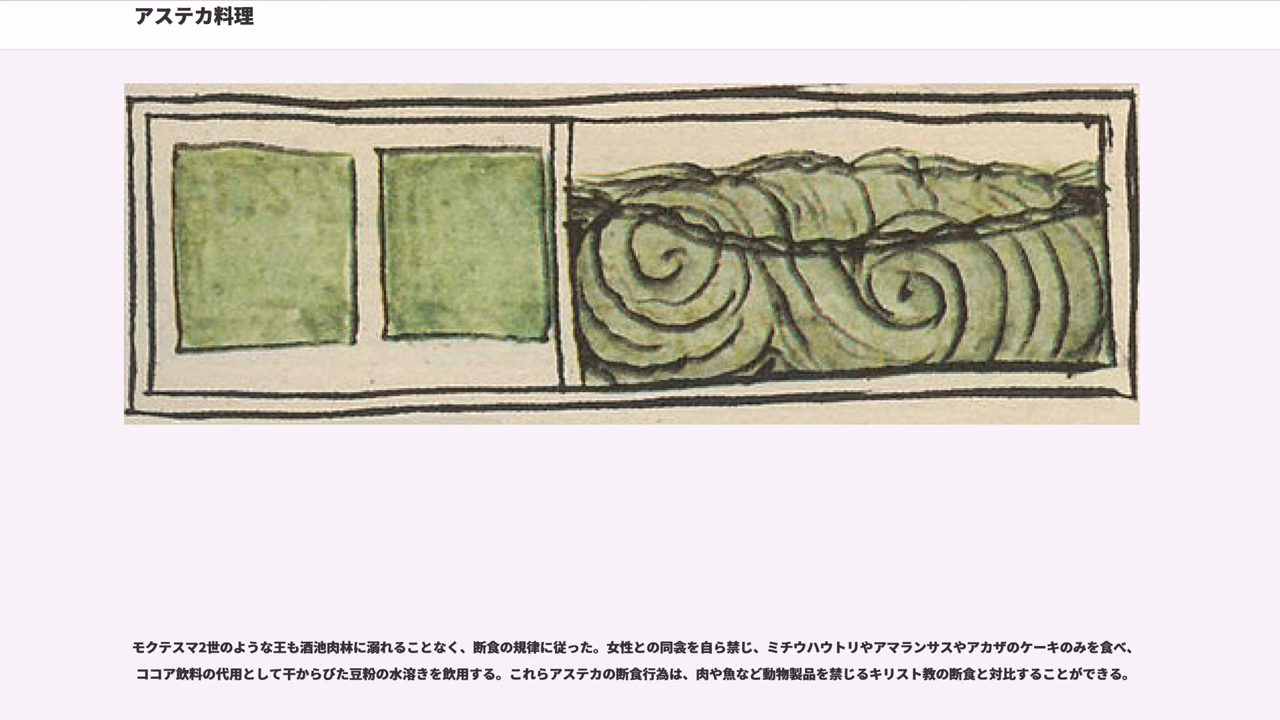 アステカ料理
モクテスマ2世のような王も酒池肉林に溺れることなく、断食の規律に従った。女性との同衾を自ら禁じ、ミチウハウトリやアマランサスやアカザのケーキのみを食べ、
ココア飲料の代用として干からびた豆粉の水溶きを飲用する。これらアステカの断食行為は、肉や魚など動物製品を禁じるキリスト教の断食と対比することができる。